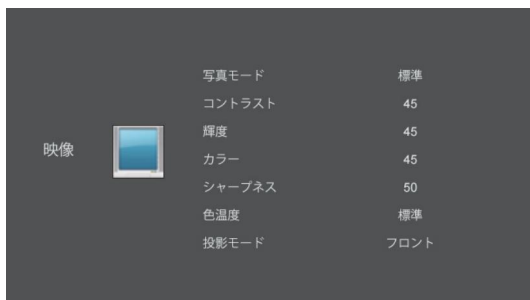 映像
写真モード 標準
コントラスト 45
輝度 45
カラー 45
シャープネス 50
色温度 標準
投影モード フロント